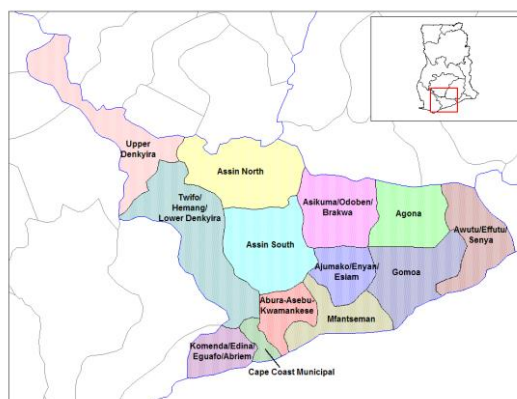 Upper
Denkyira
Assin North
Twifo/
Hemang/
Lower Denkyira
Asikuma/Odoben/
Brakwa
Agona
Awutu/Effutu/
Senya
Assin South
Ajumako/Enyan/
Esiam
Gomoa
Abura-Asebu-
Kwamankese
Mfantseman
Komenda/Edina/
Eguafo/Abriem
Cape Coast Municipal